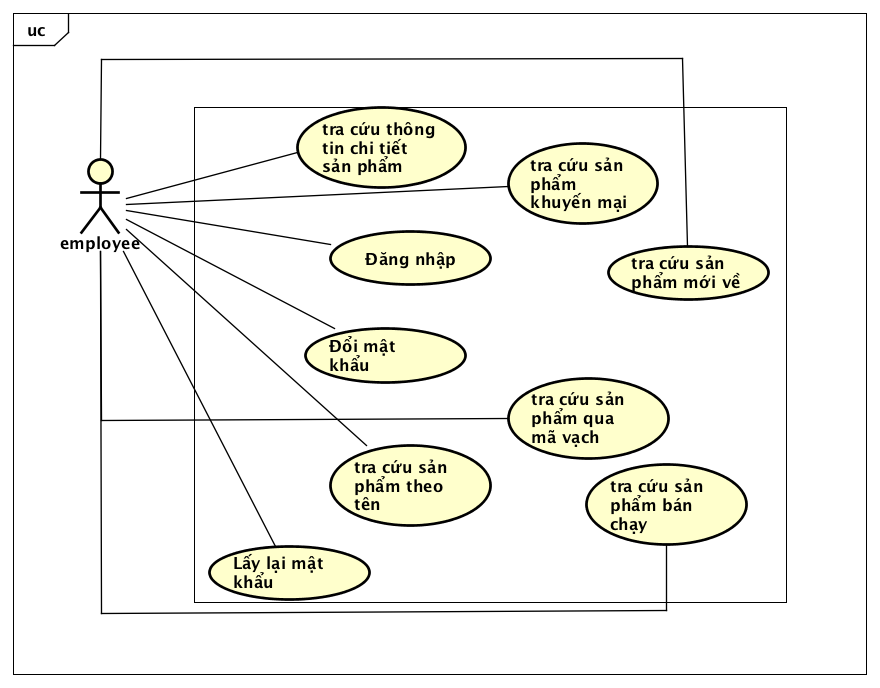 uc
tra cứu thông
tin chi tiết
sản phẩm
tra cứu sản
phẩm
khuyến mại
employee
Đăng nhập
tra cứu sản
phẩm mới về
Đổi mật
khẩu
tra cứu sản
phẩm qua
mã vạch
tra cứu sản
phẩm theo
tên
tra cứu sản
phẩm bán
chạy
Lấy lại mật
khẩu